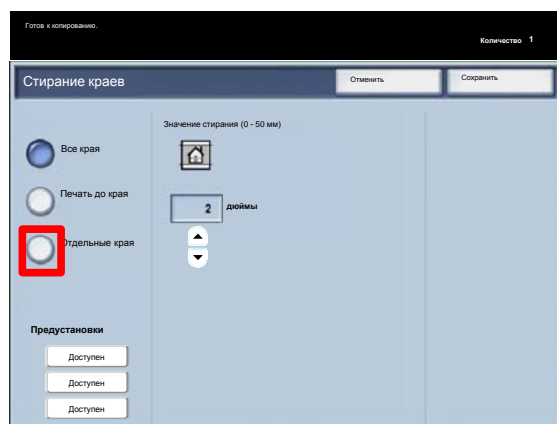 Готов к копированию.
Количество 1
Стирание краев
Отменить
Сохранить
Значение стирания (0 - 50 мм)
Все края
Печать до края
2 дюймы
Отдельные края
Предустановки
Доступен
Доступен
Доступен